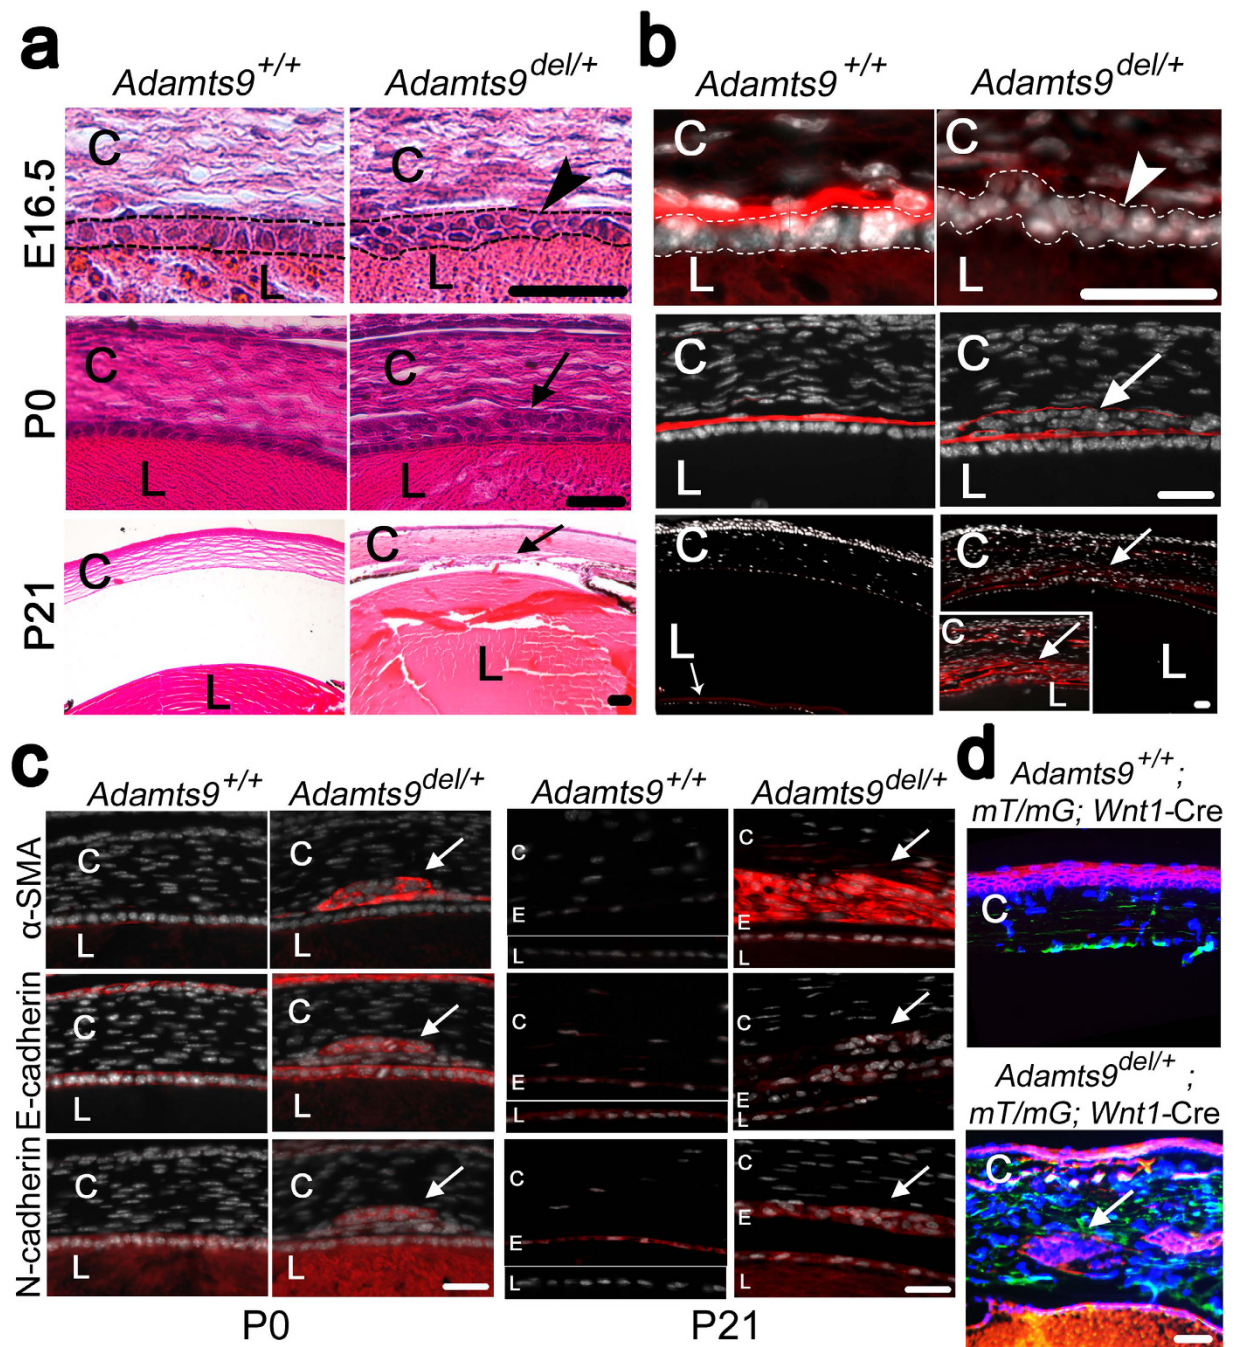 a
Adamts9+/+ Adamts9del/+
E16.5
C C
L L
P0
C C
L L
P21
C C
L L
b
Adamts9+/+ Adamts9del/+
C C
L L
C C
L L
C C
L C L
L
c
Adamts9+/+ Adamts9del/+ Adamts9+/+ Adamts9del/+
α-SMA
C C C C
E E
L L L L
E-cadherin
C C C C
E E
L L L L
N-cadherin
C C C C
E E
L L L L
P0 P21
d
Adamts9+/+;
mT/mG; Wnt1-Cre
C
Adamts9del/+ ;
mT/mG; Wnt1-Cre
C